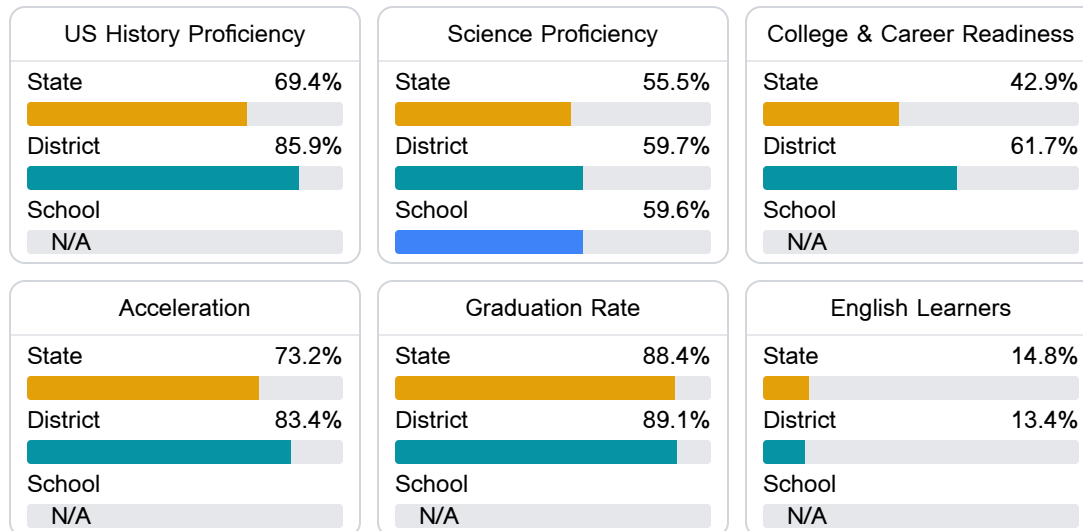 US History Proficiency
State 69.4%
District 85.9%
School
N/A
Science Proficiency
State 55.5%
District 59.7%
School 59.6%
College & Career Readiness
State 42.9%
District 61.7%
School
N/A
Acceleration
State 73.2%
District 83.4%
School
N/A
Graduation Rate
State 88.4%
District 89.1%
School
N/A
English Learners
State 14.8%
District 13.4%
School
N/A